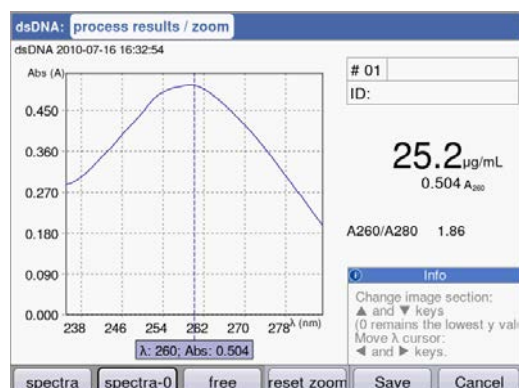 dsDNA: process results / zoom
dsDNA 2010-07-16 16:32:54
Abs (A)
0.450
0.360
0.270
0.180
0.090
0.000
238 246 254 262 270 278 λ (nm)
λ: 260; Abs: 0.504
# 01
ID:
25.2 µg/mL
0.504 A260
A260/A280 1.86
Info
Change image section:
▲ and ▼ keys
(0 remains the lowest y valu
Move λ cursor:
◄ and ► keys.
spectra spectra-0 free reset zoom Save Cancel